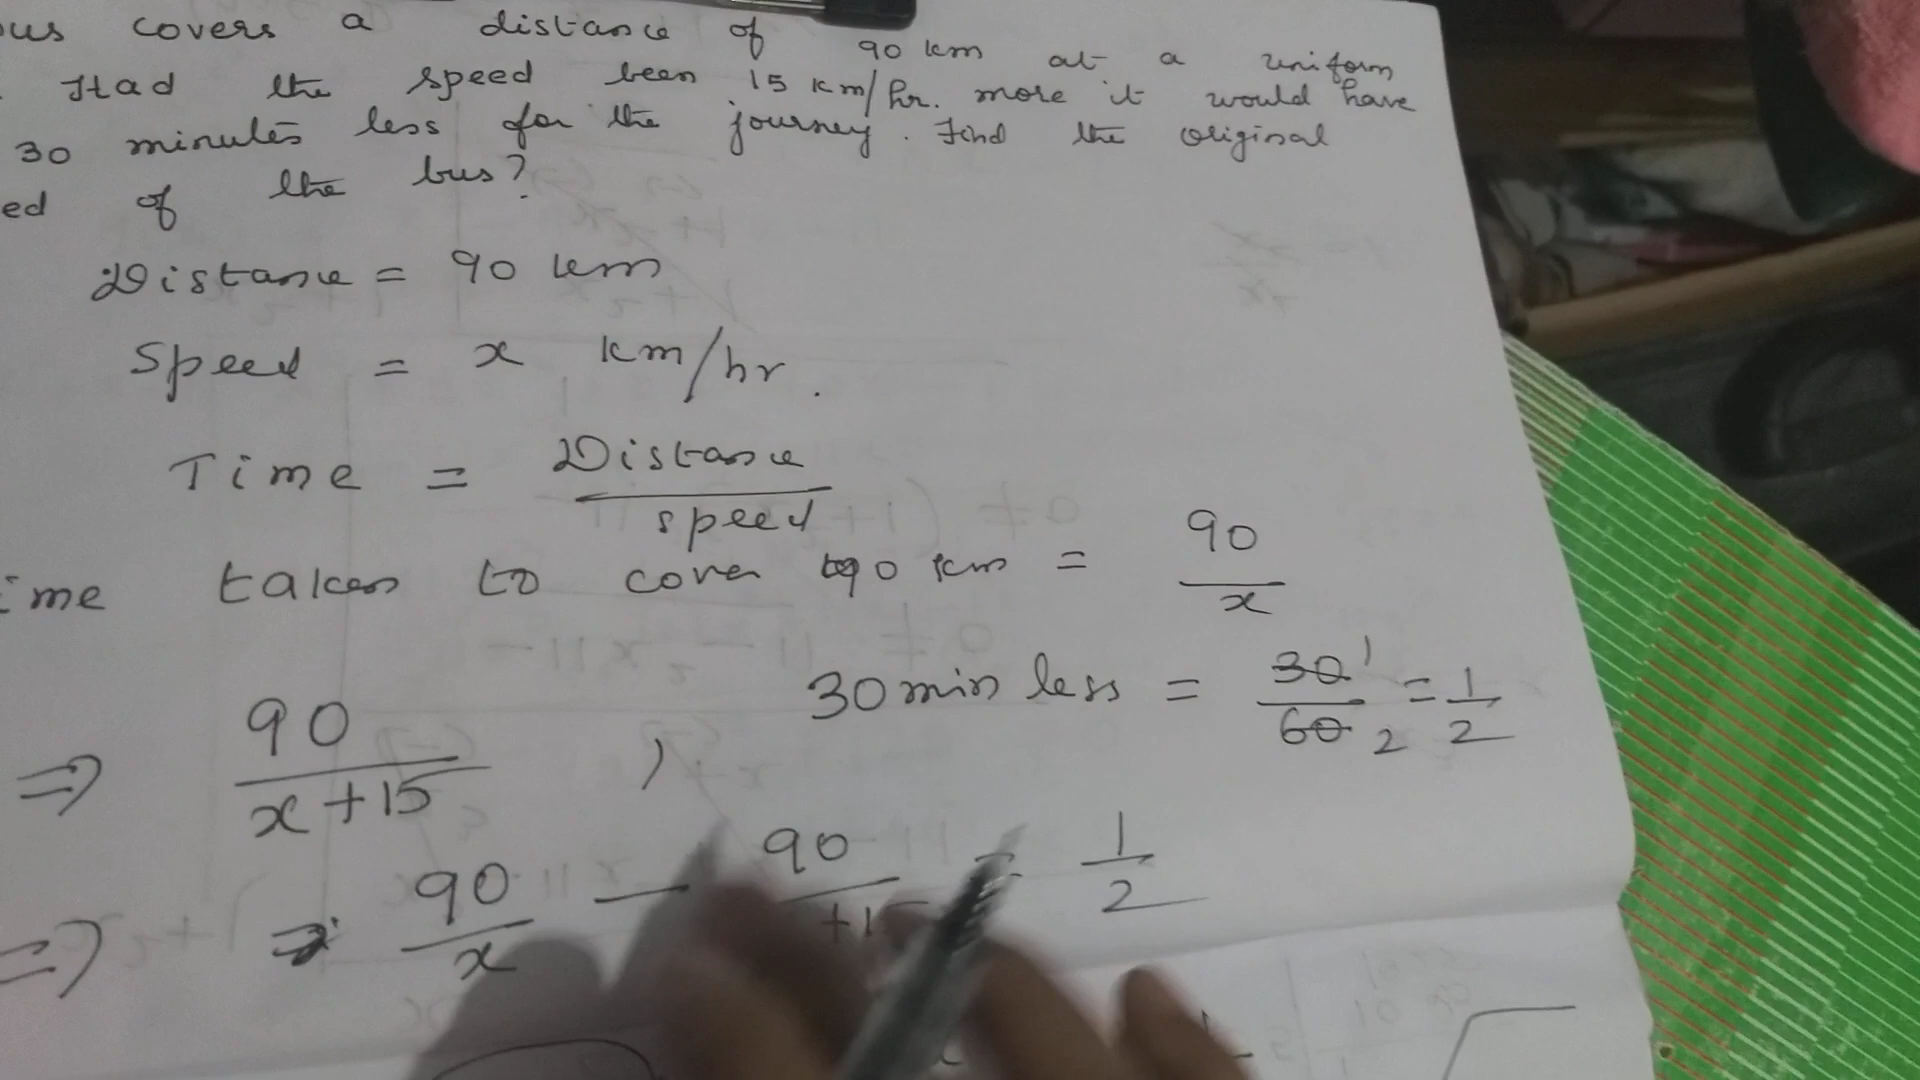 covers a distance of 90 km at a uniform
Had the speed been 15 km/hr. more it would have
30 minutes less for the journey. Find the original
ed of the bus?
Distance = 90 km
Speed = x km/hr.
Time = Distance / speed
ime taken to cover 90 km = 90/x
30 min less = 30/60 1 2 = 1/2
⇒ 90/x+15 ,
⇒ ⇒ 90/x - 90/+15 = 1/2